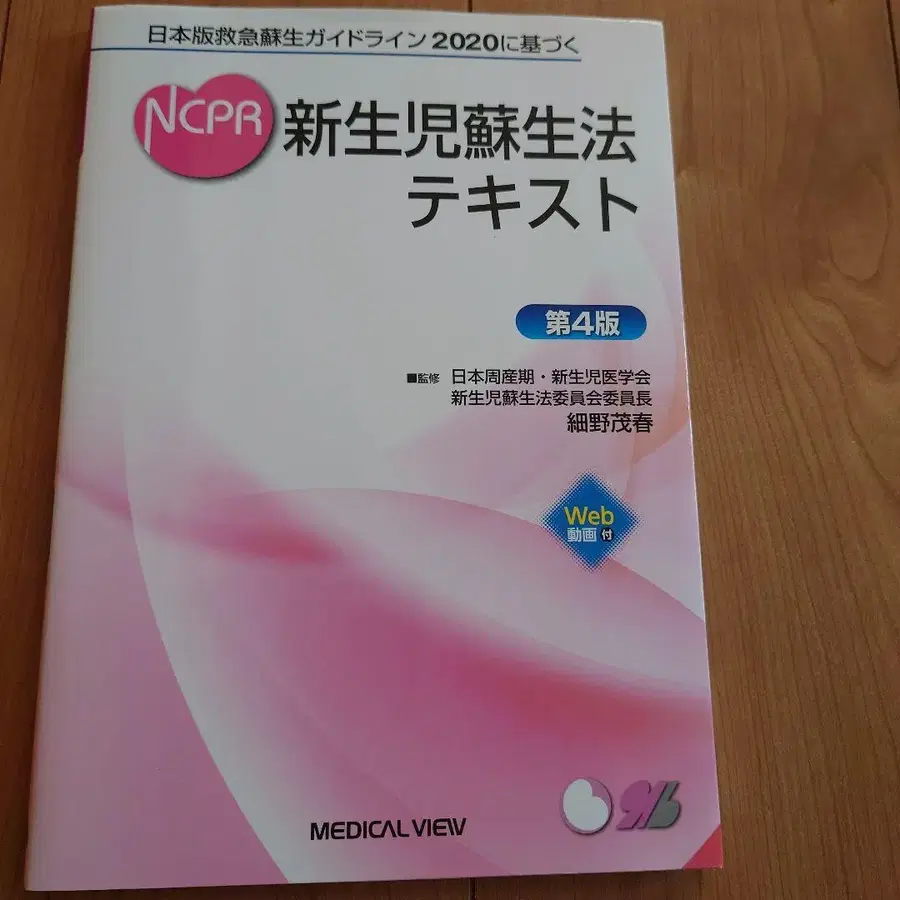 日本版救急蘇生ガイドライン2020に基づく
NCPR
新生児蘇生法
テキスト
第4版
■監修 日本周産期・新生児医学会
新生児蘇生法委員会委員長
細野茂春
Web
動画付
MEDICAL VIEW